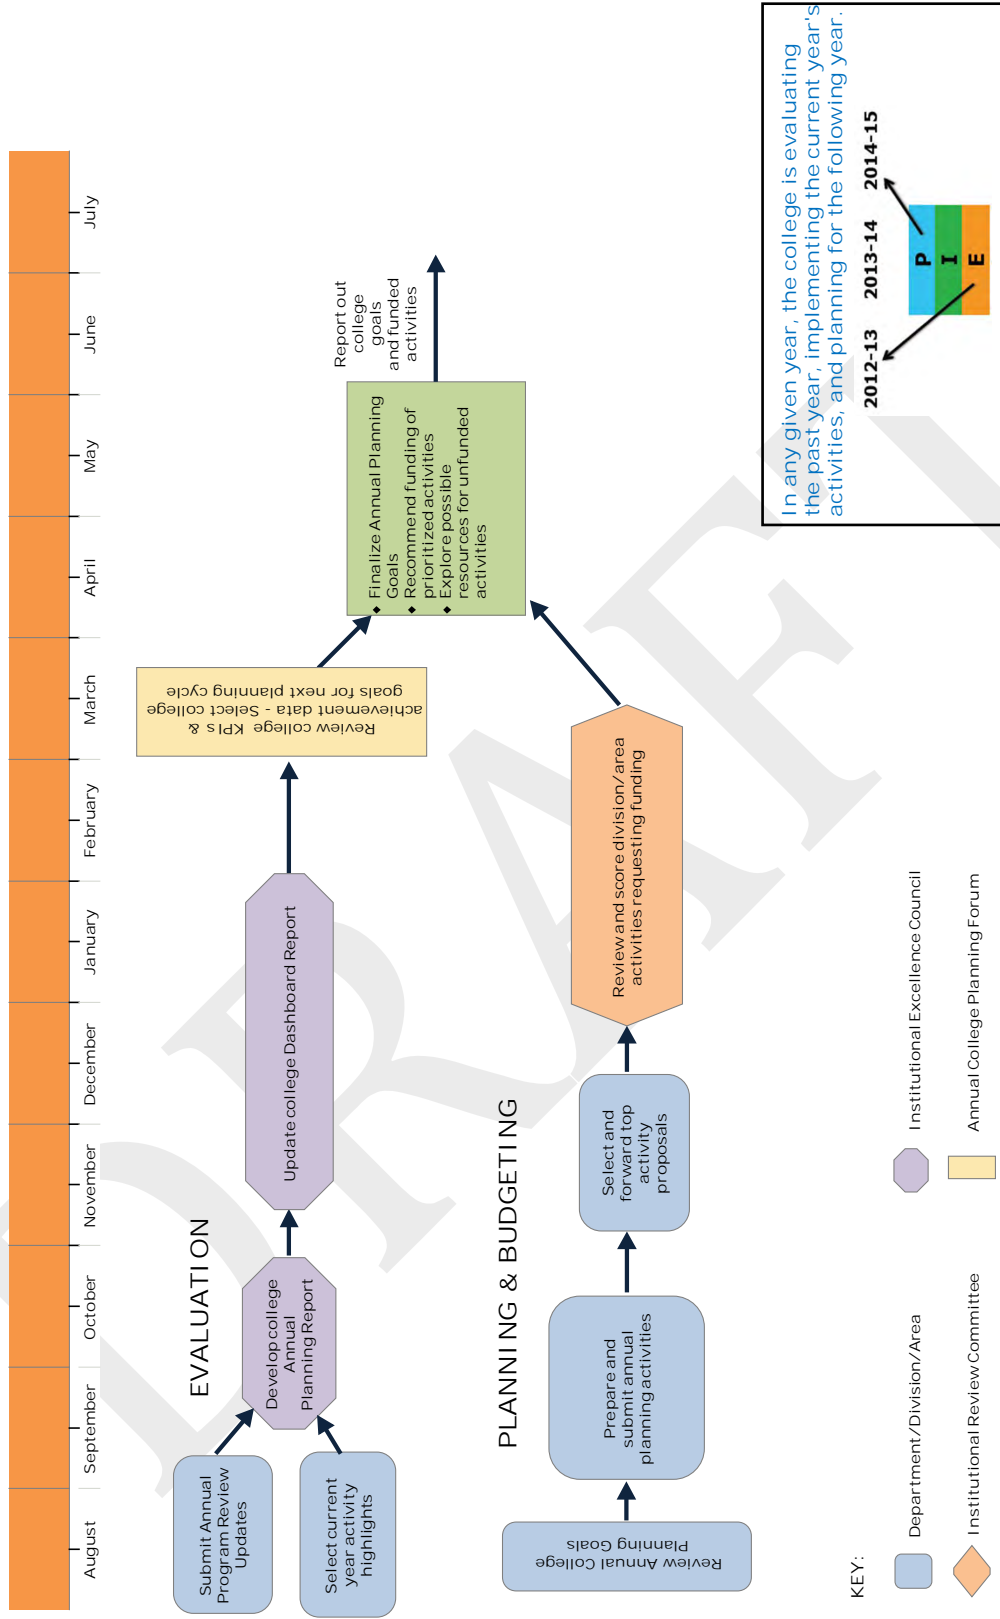 August
September
October
November
December
January
February
March
April
May
June
July
EVALUATION
Submit Annual
Program Review
Updates
Select current
year activity
highlights
Develop college
Annual
Planning Report
Update college Dashboard Report
Review college KPIs &
achievement data - Select college
goals for next planning cycle
◆ Finalize Annual Planning
Goals
◆ Recommend funding of
prioritized activities
◆ Explore possible
resources for unfunded
activities
Report out
college
goals
and funded
activities
PLANNING & BUDGETING
Review Annual College
Planning Goals
Prepare and
submit annual
planning activities
Select and
forward top
activity
proposals
Review and score division/area
activities requesting funding
KEY:
Department/Division/Area
Institutional Excellence Council
Institutional Review Committee
Annual College Planning Forum
In any given year, the college is evaluating
the past year, implementing the current year's
activities, and planning for the following year.
2012-13 2013-14 2014-15
P
I
E
DRAFT